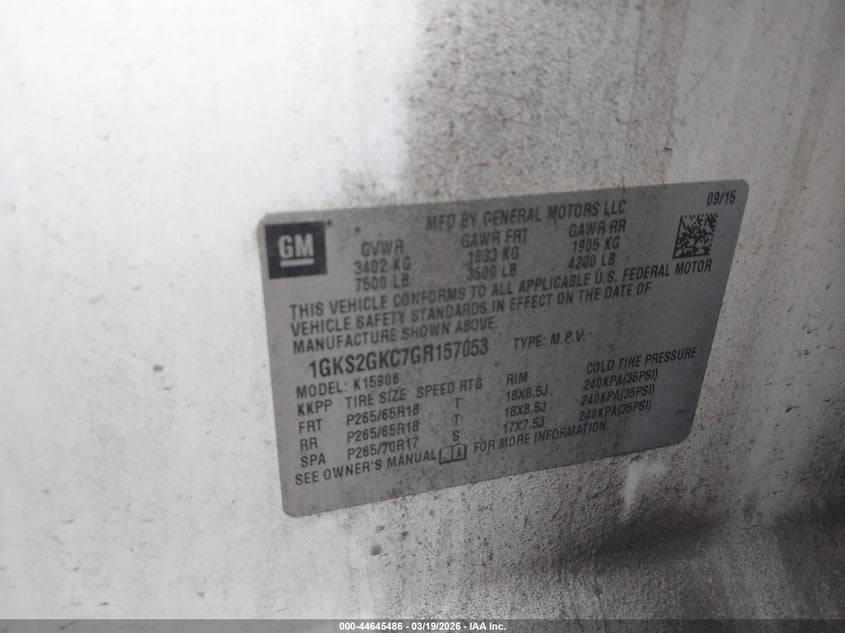 GM
MFD BY GENERAL MOTORS LLC
09/15
GVWR GAWR FRT GAWR RR
3402 KG 1633 KG 1905 KG
7500 LB 3500 LB 4200 LB
THIS VEHICLE CONFORMS TO ALL APPLICABLE U.S. FEDERAL MOTOR
VEHICLE SAFETY STANDARDS IN EFFECT ON THE DATE OF
MANUFACTURE SHOWN ABOVE.
1GKS2GKC7GR157053 TYPE: M.P.V.
MODEL: K15906
KKPP TIRE SIZE SPEED RTG RIM COLD TIRE PRESSURE
FRT P265/65R18 T 18X8.5J 240KPA(35PSI)
RR P265/65R18 T 18X8.5J 240KPA(35PSI)
SPA P265/70R17 S 17X7.5J 240KPA(35PSI)
SEE OWNER'S MANUAL FOR MORE INFORMATION.
000-44645486 - 03/19/2026 - IAA Inc.